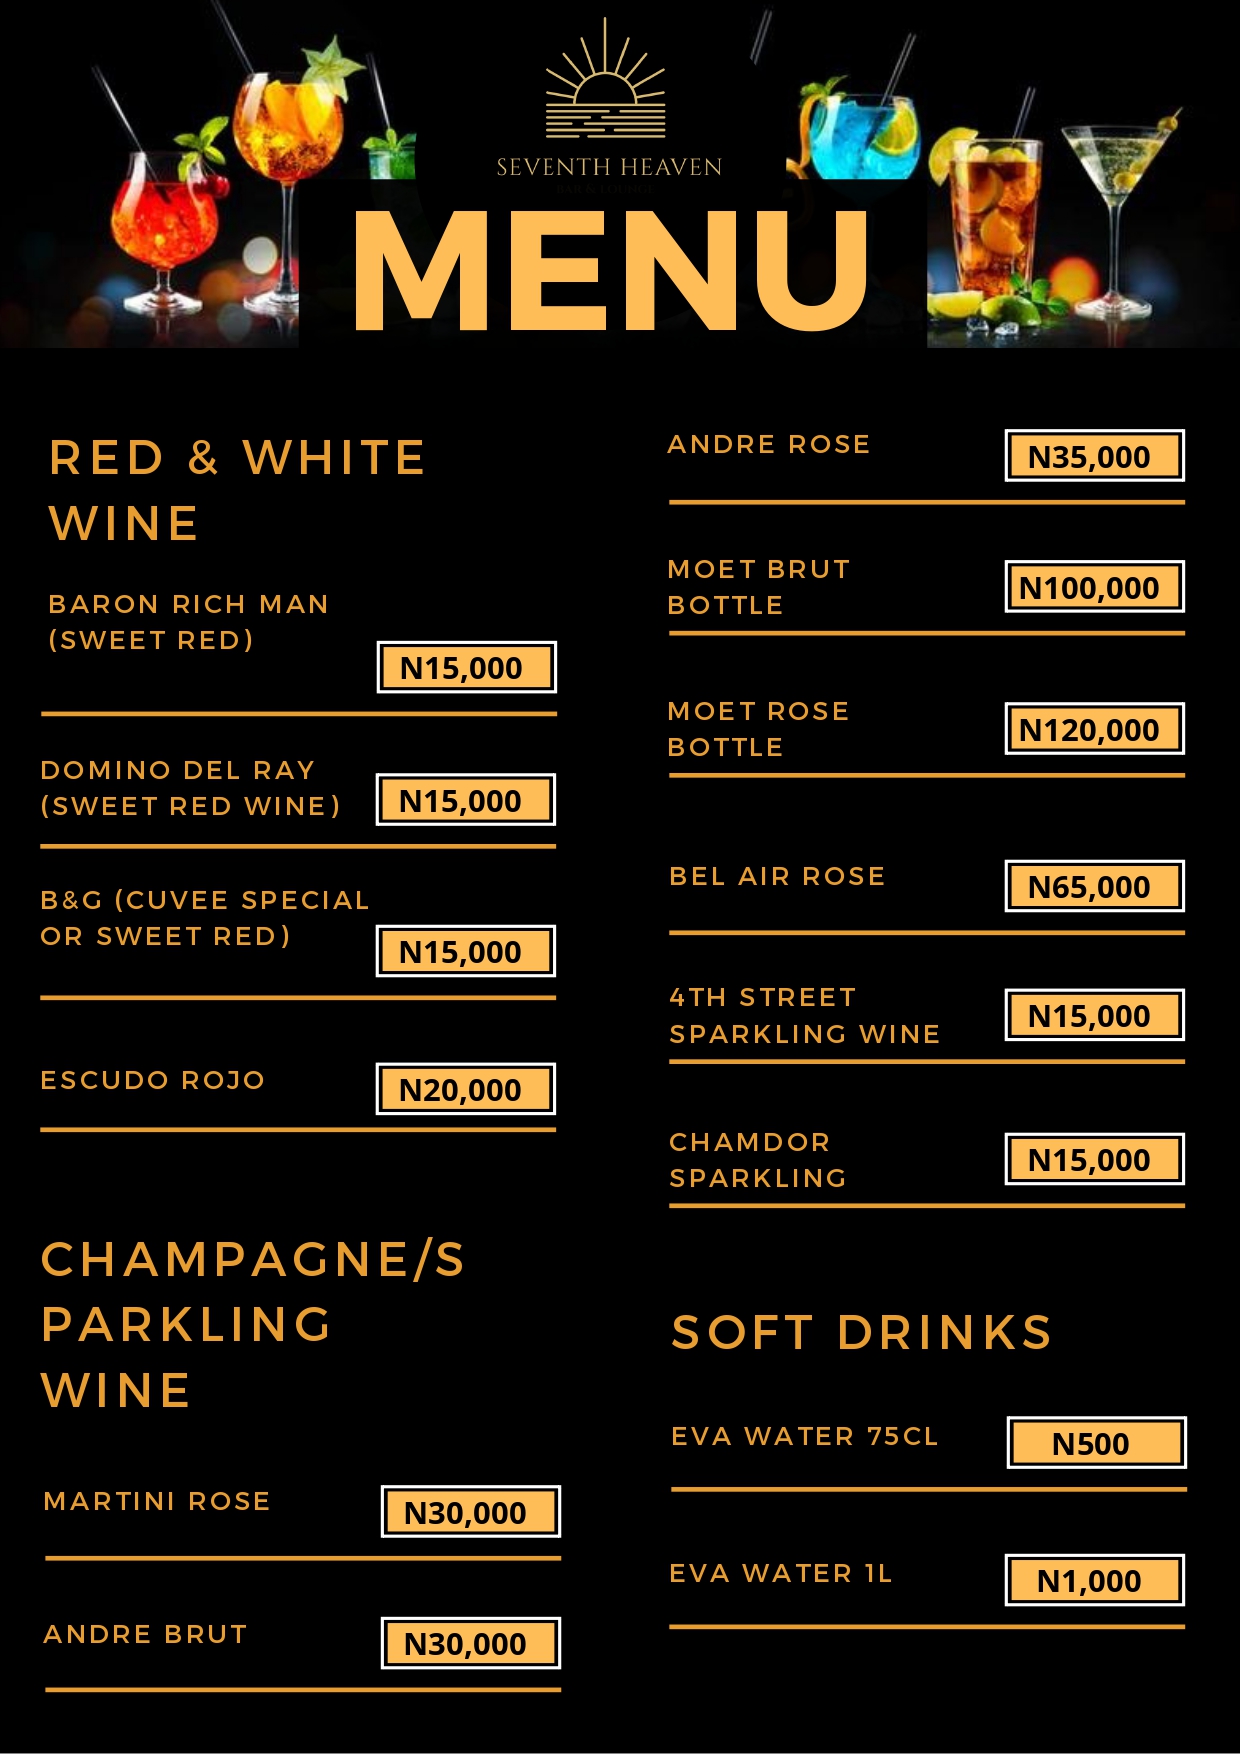 SEVENTH HEAVEN
BAR & LOUNGE
MENU
RED & WHITE
WINE
BARON RICH MAN
(SWEET RED)
N15,000
DOMINO DEL RAY
(SWEET RED WINE)
N15,000
B&G (CUVEE SPECIAL
OR SWEET RED)
N15,000
ESCUDO ROJO
N20,000
CHAMPAGNE/S
PARKLING
WINE
MARTINI ROSE
N30,000
ANDRE BRUT
N30,000
ANDRE ROSE
N35,000
MOET BRUT
BOTTLE
N100,000
MOET ROSE
BOTTLE
N120,000
BEL AIR ROSE
N65,000
4TH STREET
SPARKLING WINE
N15,000
CHAMDOR
SPARKLING
N15,000
SOFT DRINKS
EVA WATER 75CL
N500
EVA WATER 1L
N1,000